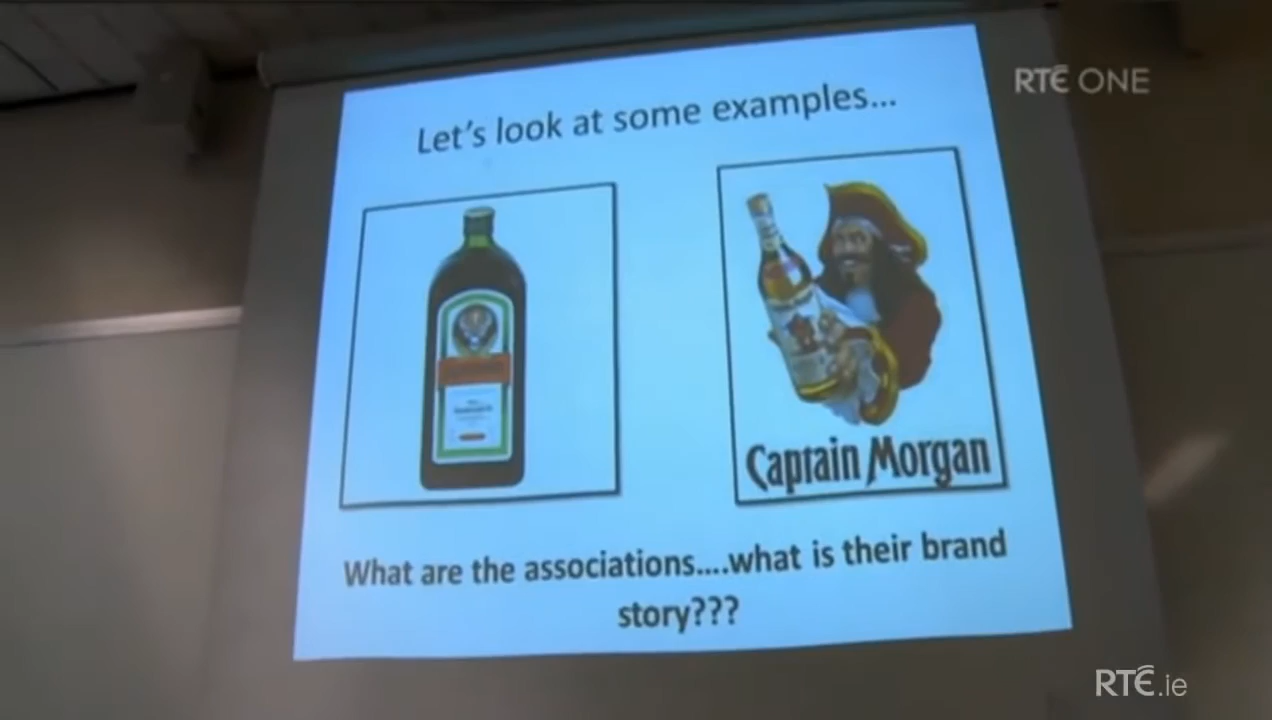 RTÉ ONE
Let's look at some examples...
Captain Morgan
What are the associations....what is their brand
story???
RTÉ.ie